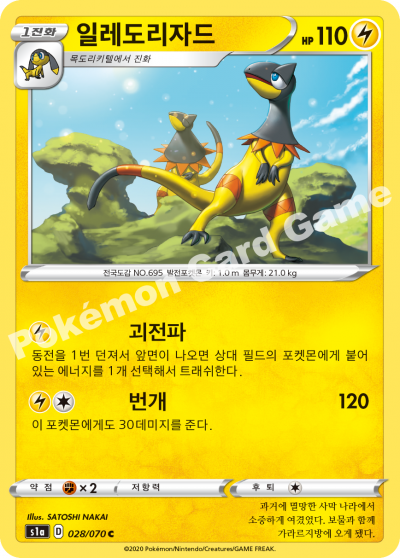 1진화
일레도리자드
HP 110
목도리키텔에서 진화
전국도감 NO.695 발전포켓몬 키: 1.0 m 몸무게: 21.0 kg
Pokémon Card Game
괴전파
동전을 1번 던져서 앞면이 나오면 상대 필드의 포켓몬에게 붙어
있는 에너지를 1개 선택해서 트래쉬한다.
번개 120
이 포켓몬에게도 30데미지를 준다.
약점 ×2 저항력 후퇴
Illus. SATOSHI NAKAI
s1a D 028/070 C
과거에 멸망한 사막 나라에서
소중하게 여겼었다. 보물과 함께
가라르지방에 오게 됐다.
©2020 Pokémon/Nintendo/Creatures/GAME FREAK.